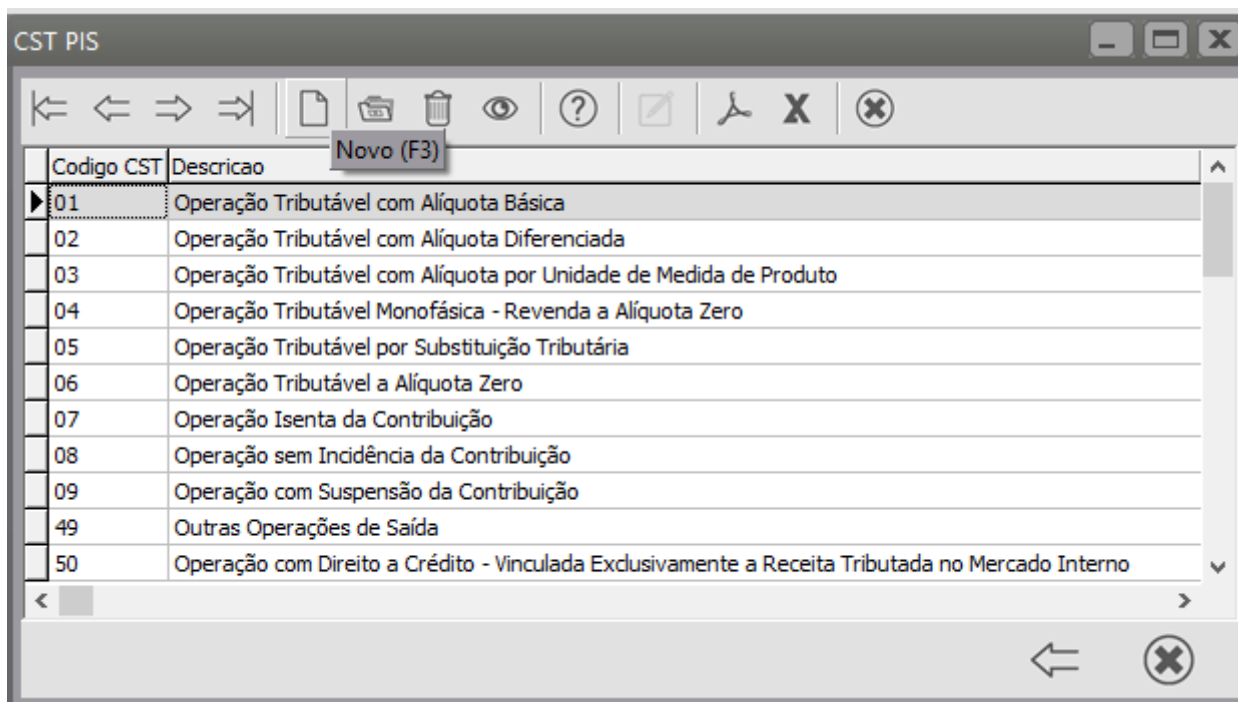 CST PIS
Novo (F3)
Codigo CST Descricao
01 Operação Tributável com Alíquota Básica
02 Operação Tributável com Alíquota Diferenciada
03 Operação Tributável com Alíquota por Unidade de Medida de Produto
04 Operação Tributável Monofásica - Revenda a Alíquota Zero
05 Operação Tributável por Substituição Tributária
06 Operação Tributável a Alíquota Zero
07 Operação Isenta da Contribuição
08 Operação sem Incidência da Contribuição
09 Operação com Suspensão da Contribuição
49 Outras Operações de Saída
50 Operação com Direito a Crédito - Vinculada Exclusivamente a Receita Tributada no Mercado Interno